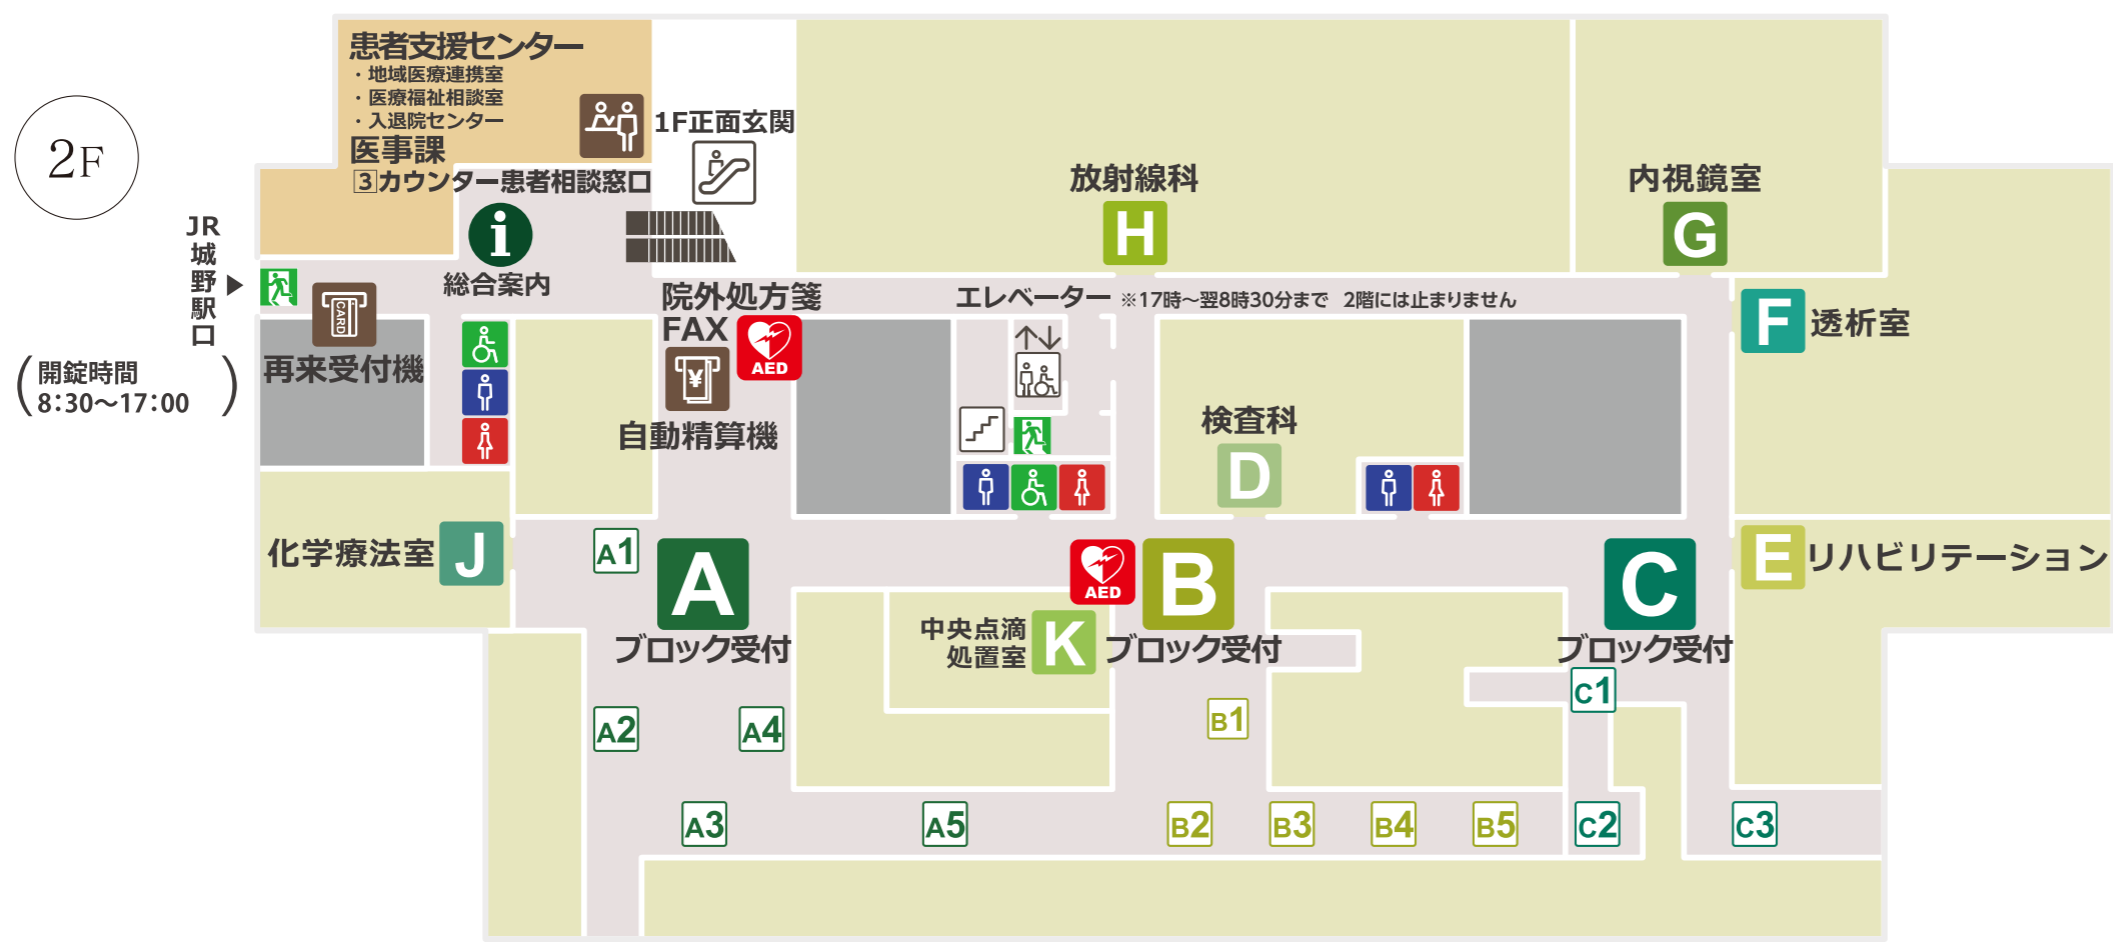 2F
患者支援センター
・地域医療連携室
・医療福祉相談室
・入退院センター
医事課
3カウンター患者相談窓口
1F正面玄関
JR城野駅口
(開錠時間
8:30～17:00)
CARD
再来受付機
i
総合案内
院外処方箋
FAX
AED
¥
自動精算機
エレベーター ※17時～翌8時30分まで 2階には止まりません
放射線科
H
内視鏡室
G
F 透析室
検査科
D
化学療法室 J
E リハビリテーション
A
ブロック受付
AED
B
ブロック受付
C
ブロック受付
中央点滴
処置室
K
A1
A2
A4
A3
A5
B1
B2
B3
B4
B5
C1
C2
C3